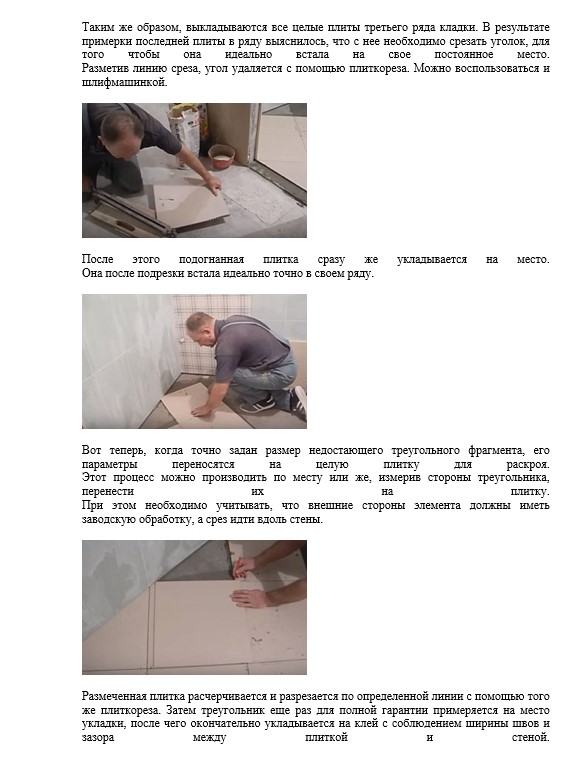 Таким же образом, выкладываются все целые плиты третьего ряда кладки. В результате
примерки последней плиты в ряду выяснилось, что с нее необходимо срезать уголок, для
того чтобы она идеально встала на свое постоянное место.
Разметив линию среза, угол удаляется с помощью плиткореза. Можно воспользоваться и
шлифмашинкой.
После этого подогнанная плитка сразу же укладывается на место.
Она после подрезки встала идеально точно в своем ряду.
Вот теперь, когда точно задан размер недостающего треугольного фрагмента, его
параметры переносятся на целую плитку для раскроя.
Этот процесс можно производить по месту или же, измерив стороны треугольника,
перенести их на плитку.
При этом необходимо учитывать, что внешние стороны элемента должны иметь
заводскую обработку, а срез идти вдоль стены.
Размеченная плитка расчерчивается и разрезается по определенной линии с помощью того
же плиткореза. Затем треугольник еще раз для полной гарантии примеряется на место
укладки, после чего окончательно укладывается на клей с соблюдением ширины швов и
зазора между плиткой и стеной.